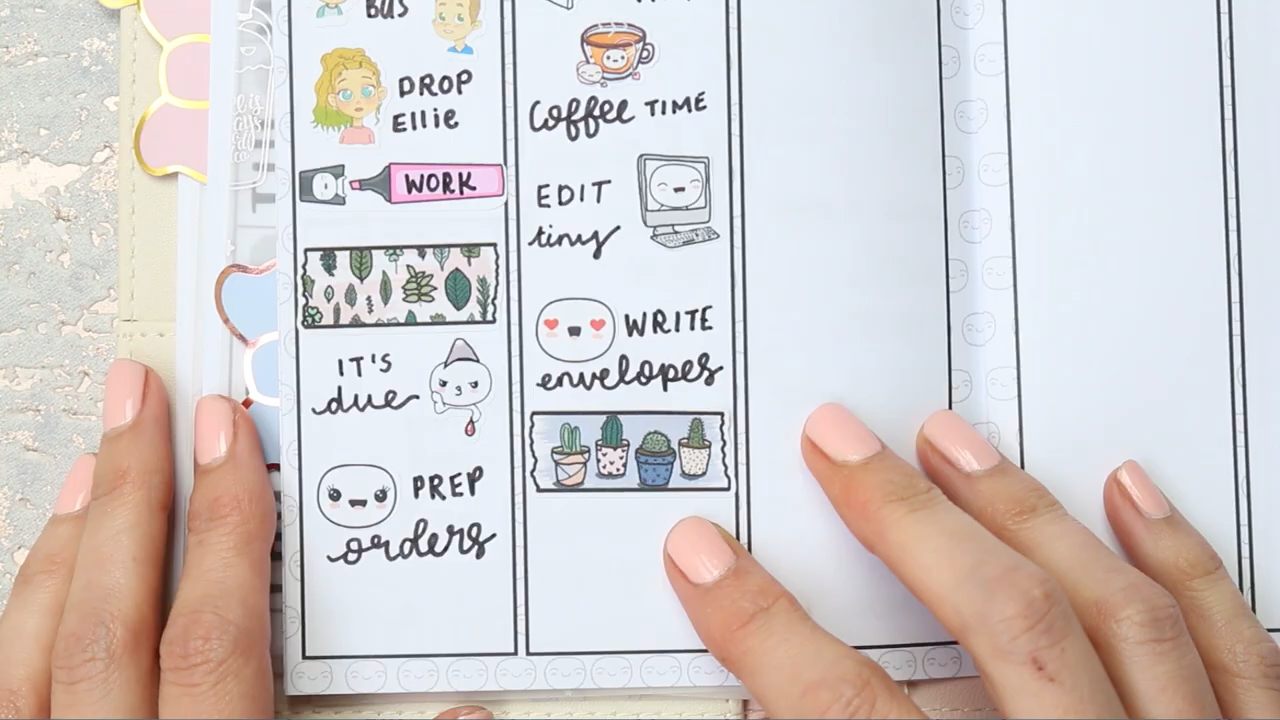 BUS
DROP
Ellie
WORK
IT'S
due
PREP
orders
Coffee TIME
EDIT
tiny
WRITE
envelopes